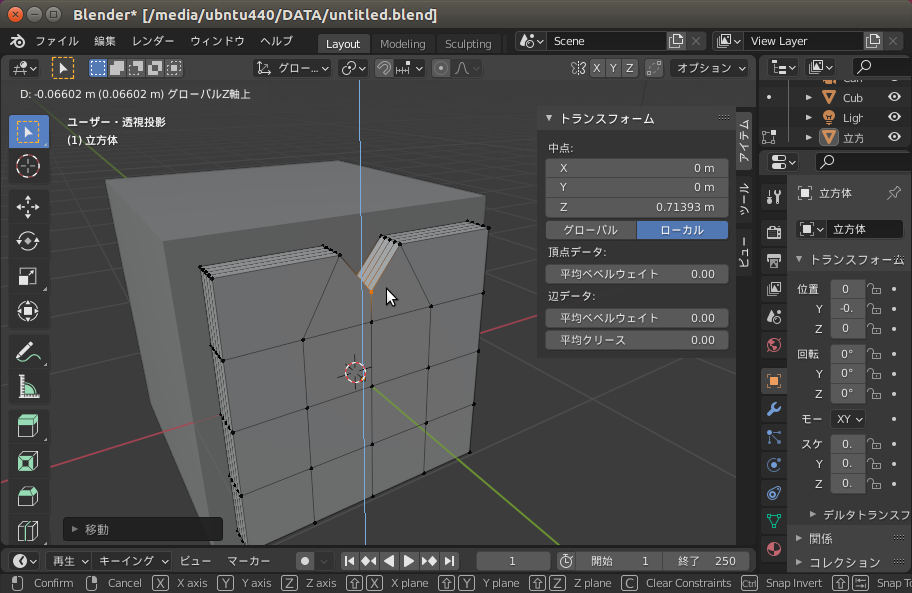 Blender* [/media/ubntu440/DATA/untitled.blend]
ファイル 編集 レンダー ウィンドウ ヘルプ Layout Modeling Sculpting Scene View Layer
グロー... X Y Z オプション
D: -0.06602 m (0.06602 m) グローバルZ軸上
ユーザー・透視投影
(1) 立方体
トランスフォーム
中点:
X 0 m
Y 0 m
Z 0.71393 m
グローバル ローカル
頂点データ:
平均ベベルウェイト 0.00
辺データ:
平均ベベルウェイト 0.00
平均クリース 0.00
アイテム
ツール
ビュー
Cub
Ligh
立方
立方体
立方体
トランスフォーム
位置 0
Y -0.
Z 0
回転 0°
Y 0°
Z 0°
モー XY
スケ 0.
Y 0.
Z 0.
デルタトランスフ
関係
コレクション
移動
再生 キーイング ビュー マーカー 1 開始 1 終了 250
Confirm Cancel X X axis Y Y axis Z Z axis X X plane Y Y plane Z Z plane C Clear Constraints Ctrl Snap Invert Snap To